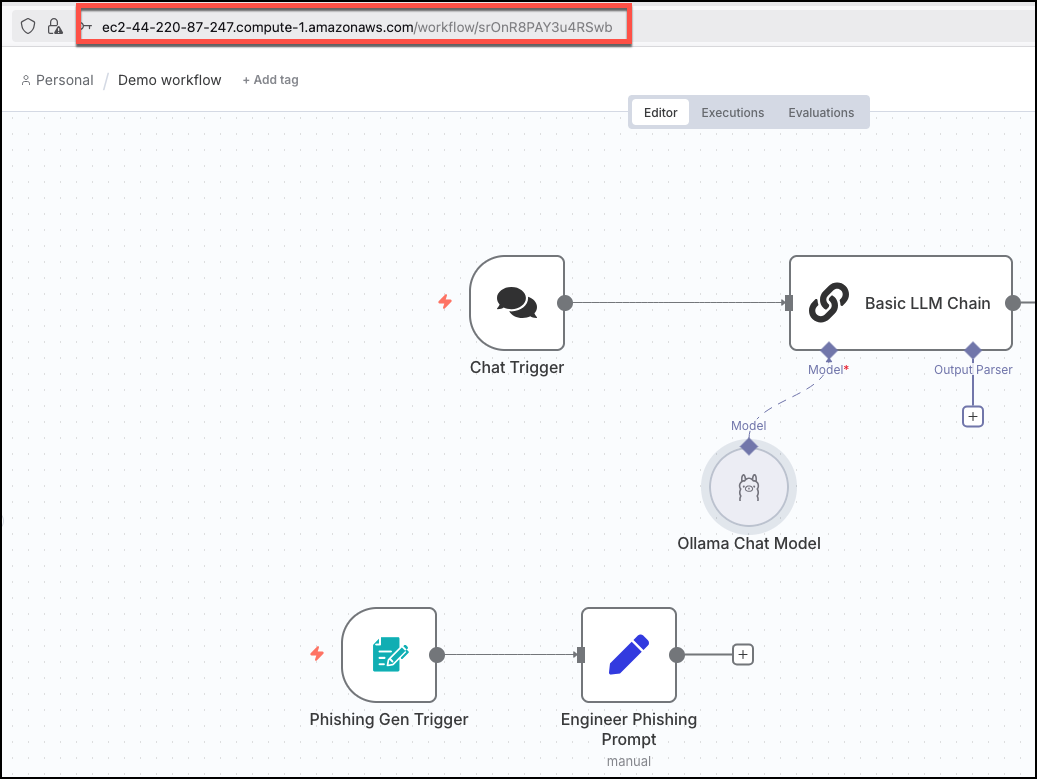 ec2-44-220-87-247.compute-1.amazonaws.com/workflow/srOnR8PAY3u4RSwb
Personal / Demo workflow + Add tag
Editor Executions Evaluations
Chat Trigger
Basic LLM Chain
Model*
Output Parser
Model
Ollama Chat Model
Phishing Gen Trigger
Engineer Phishing
Prompt
manual